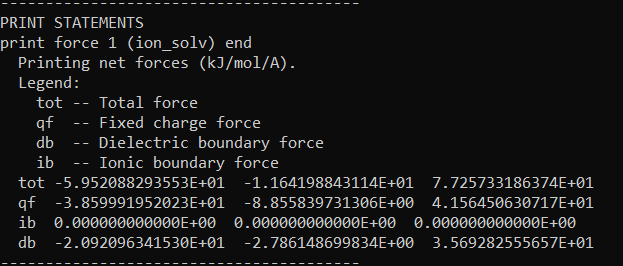 ----------------------------------------
PRINT STATEMENTS
print force 1 (ion_solv) end
  Printing net forces (kJ/mol/A).
  Legend:
    tot -- Total force
    qf  -- Fixed charge force
    db  -- Dielectric boundary force
    ib  -- Ionic boundary force
  tot -5.952088293553E+01  -1.164198843114E+01  7.725733186374E+01
  qf  -3.859991952023E+01  -8.855839731306E+00  4.156450630717E+01
  ib  0.000000000000E+00  0.000000000000E+00  0.000000000000E+00
  db  -2.092096341530E+01  -2.786148699834E+00  3.569282555657E+01
----------------------------------------